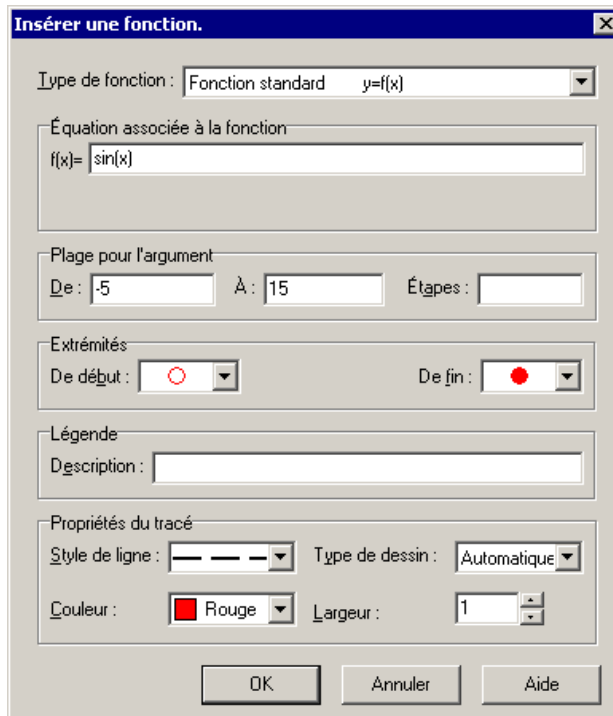 Insérer une fonction.
Type de fonction : Fonction standard y=f(x)
Équation associée à la fonction
f(x)= sin(x)
Plage pour l'argument
De : -5 À : 15 Étapes :
Extrémités
De début : De fin :
Légende
Description :
Propriétés du tracé
Style de ligne : Type de dessin : Automatique
Couleur : Rouge Largeur : 1
OK Annuler Aide